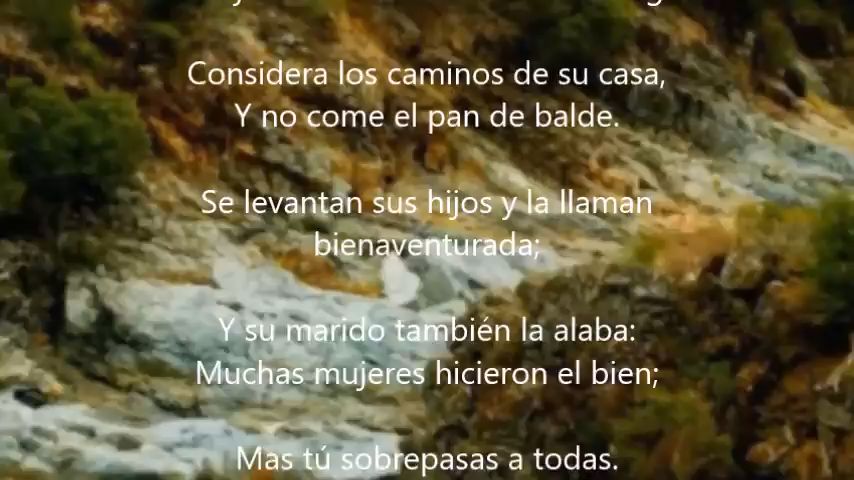 Considera los caminos de su casa,
Y no come el pan de balde.
Se levantan sus hijos y la llaman
bienaventurada;
Y su marido también la alaba:
Muchas mujeres hicieron el bien;
Mas tú sobrepasas a todas.